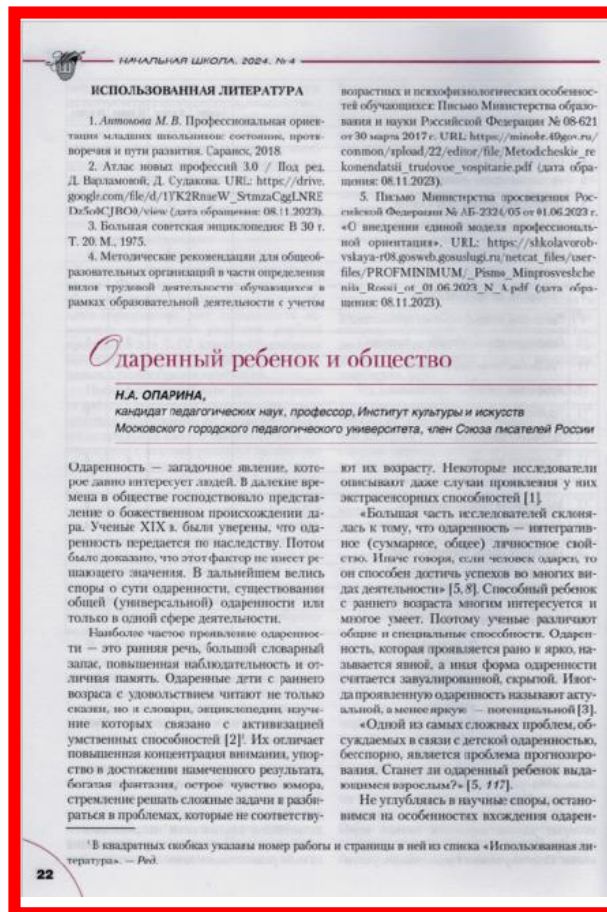 НАЧАЛЬНАЯ ШКОЛА. 2024. № 4
ИСПОЛЬЗОВАННАЯ ЛИТЕРАТУРА
1. Антонова М. В. Профессиональная ориен-
тация младших школьников: состояние, проти-
воречия и пути развития. Саранск, 2018
2. Атлас новых профессий 3.0 / Под ред.
Д. Варламовой, Д. Судакова. URL: https://drive.
google.com/file/d/
(дата обращения: 08.11.2023).
3. Большая советская энциклопедия: В 30 т.
Т. 20. М., 1975.
4. Методические рекомендации для общеоб-
разовательных организаций в части определения
видов трудовой деятельности обучающихся в
рамках образовательной деятельности с учетом
возрастных и психофизиологических особеннос-
тей обучающихся: Письмо Министерства образо-
вания и науки Российской Федерации № 08-621
от 30 марта 2017 г. URL: https://minobr.49gov.ru/
common/upload/22/editor/file/Metodcheskie_re
komendatsii_trudovoe_vospitanie.pdf (дата обра-
щения: 08.11.2023).
5. Письмо Министерства просвещения Рос-
сийской Федерации № АБ-2324/05 от 01.06.2023 г.
«О внедрении единой модели профессиональ-
ной ориентации». URL: https://shkolavorob-
vskaya-r08.gosweb.gosuslugi.ru/netcat_files/user-
files/PROFMINIMUM/_Pismo_Minprosveshche
niia_Rossii_ot_01.06.2023_N_A.pdf (дата обра-
щения: 08.11.2023).
Одаренный ребенок и общество
Н.А. ОПАРИНА,
кандидат педагогических наук, профессор, Институт культуры и искусств
Московского городского педагогического университета, член Союза писателей России
Одаренность — загадочное явление, кото-
рое давно интересует людей. В далекие вре-
мена в обществе господствовало представ-
ление о божественном происхождении да-
ра. Ученые XIX в. были уверены, что ода-
ренность передается по наследству. Потом
было доказано, что этот фактор не имеет ре-
шающего значения. В дальнейшем велись
споры о сути одаренности, существовании
общей (универсальной) одаренности или
только в одной сфере деятельности.
Наиболее частое проявление одареннос-
ти — это ранняя речь, большой словарный
запас, повышенная наблюдательность и от-
личная память. Одаренные дети с раннего
возраса с удовольствием читают не только
сказки, но и словари, энциклопедии, изуче-
ние которых связано с активизацией
умственных способностей [2]¹. Их отличает
повышенная концентрация внимания, упор-
ство в достижении намеченного результата,
богатая фантазия, острое чувство юмора,
стремление решать сложные задачи и разби-
раться в проблемах, которые не соответству-
ют их возрасту. Некоторые исследователи
описывают даже случаи проявления у них
экстрасенсорных способностей [1].
«Большая часть исследователей склоня-
лась к тому, что одаренность — интегратив-
ное (суммарное, общее) личностное свой-
ство. Иначе говоря, если человек одарен, то
он способен достичь успехов во многих ви-
дах деятельности» [5, 8]. Способный ребенок
с раннего возраста многим интересуется и
многое умеет. Поэтому ученые различают
общие и специальные способности. Одарен-
ность, которая проявляется рано и ярко, на-
зывается явной, а иная форма одаренности
считается завуалированной, скрытой. Иног-
да проявленную одаренность называют акту-
альной, а менее яркую — потенциальной [3].
«Одной из самых сложных проблем, об-
суждаемых в связи с детской одаренностью,
бесспорно, является проблема прогнозиро-
вания. Станет ли одаренный ребенок выда-
ющимся взрослым?» [5, 117].
Не углубляясь в научные споры, остано-
вимся на особенностях вхождения одарен-
¹ В квадратных скобках указаны номер работы и страницы в ней из списка «Использованная ли-
тература». — Ред.
22